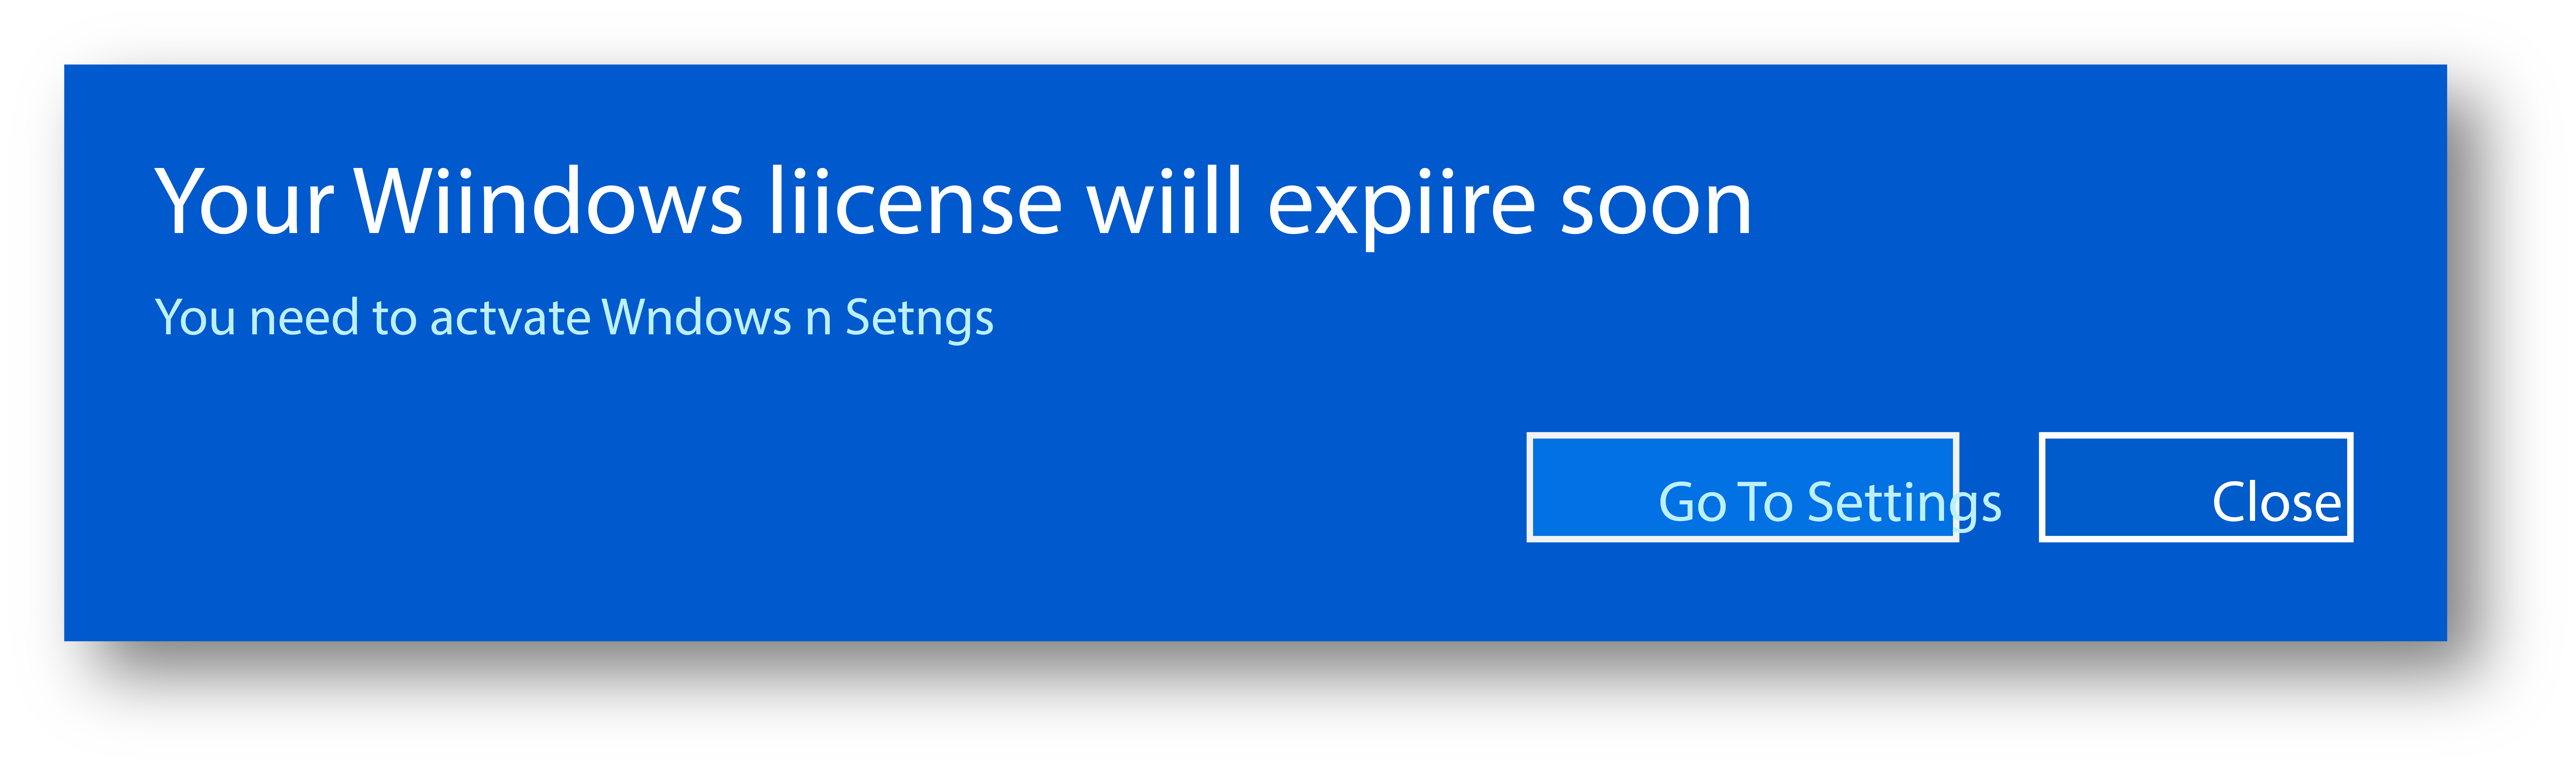 Your Wiindows liicense wiill expiire soon
You need to actvate Wndows n Setngs
Go To Settings
Close